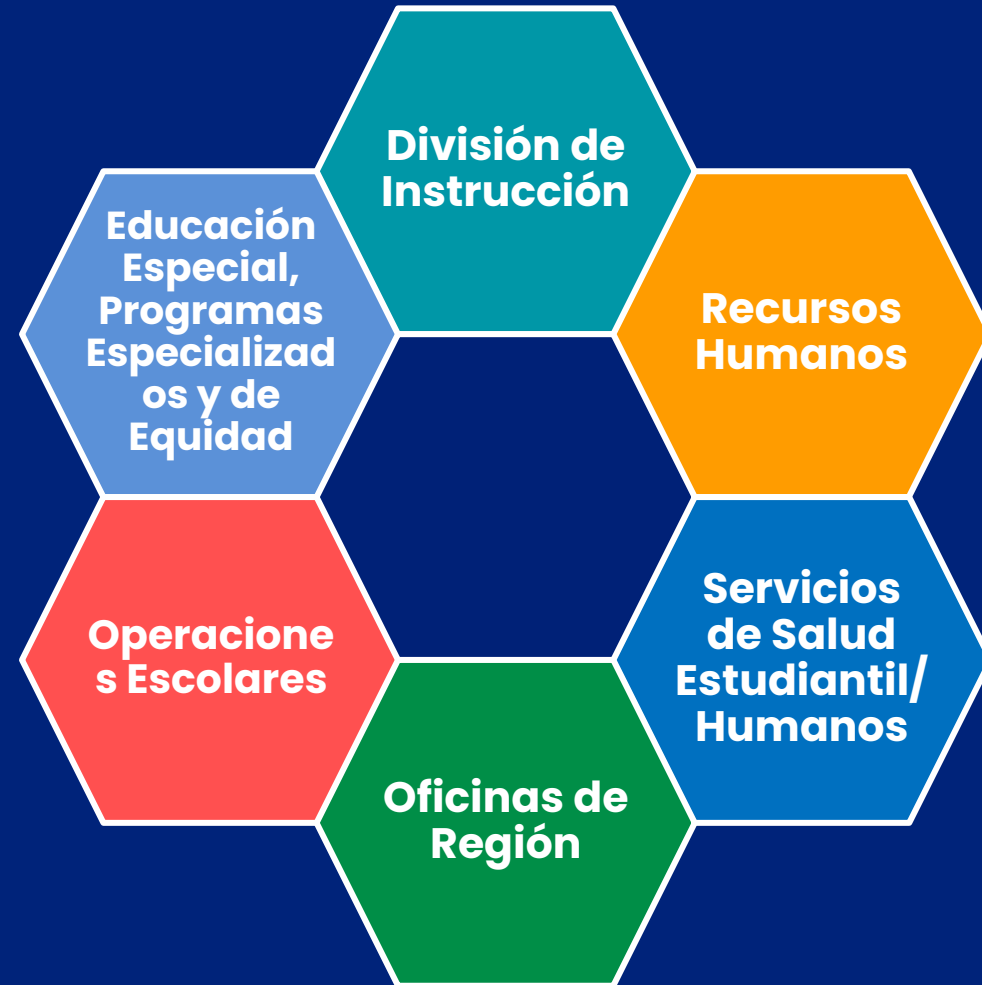 División de
Instrucción
Educación
Especial,
Programas
Especializad
os y de
Equidad
Recursos
Humanos
Operacione
s Escolares
Servicios
de Salud
Estudiantil/
Humanos
Oficinas de
Región